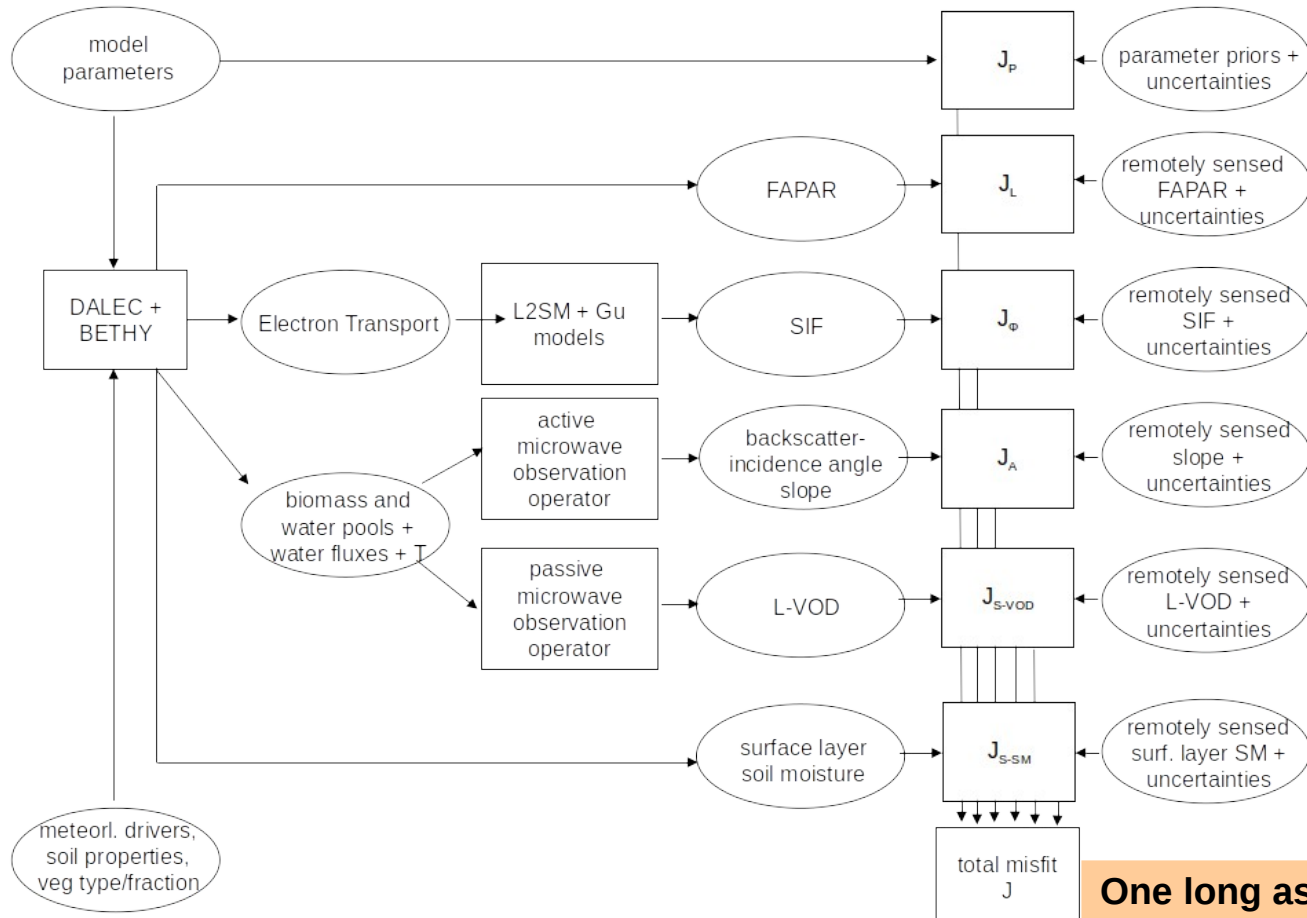 model
parameters
J_P
parameter priors +
uncertainties
FAPAR
J_L
remotely sensed
FAPAR +
uncertainties
DALEC +
BETHY
Electron Transport
L2SM + Gu
models
SIF
J_Φ
remotely sensed
SIF +
uncertainties
active
microwave
observation
operator
backscatter-
incidence angle
slope
J_A
remotely sensed
slope +
uncertainties
biomass and
water pools +
water fluxes + T
passive
microwave
observation
operator
L-VOD
J_S-VOD
remotely sensed
L-VOD +
uncertainties
surface layer
soil moisture
J_S-SM
remotely sensed
surf. layer SM +
uncertainties
meteorl. drivers,
soil properties,
veg type/fraction
total misfit
J
One long as